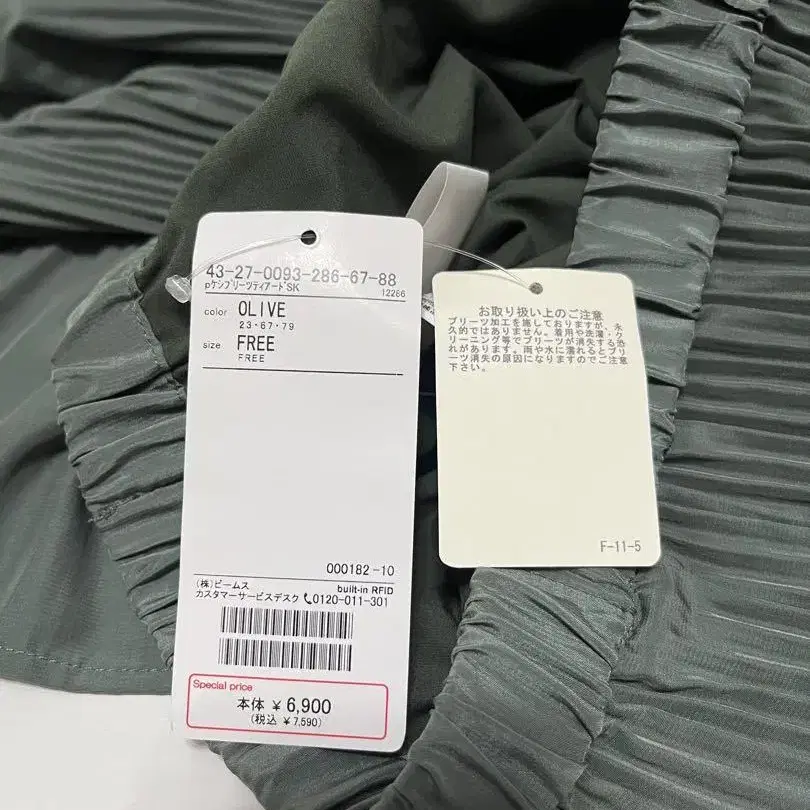 43-27-0093-286-67-88
pケシプリーツティアードSK
12286
color OLIVE
23・67・79
size FREE
FREE
000182-10
(株)ビームス
built-in RFID
カスタマーサービスデスク 0120-011-301
Special price
本体 ¥6,900
(税込 ¥7,590)
お取り扱い上のご注意
プリーツ加工を施しておりますが、永
久的ではありません。着用や洗濯・ク
リーニング等でプリーツが消失する恐
れがあります。雨や水に濡れるとプリ
ーツ消失の原因になりますのでご注意
下さい。
F-11-5